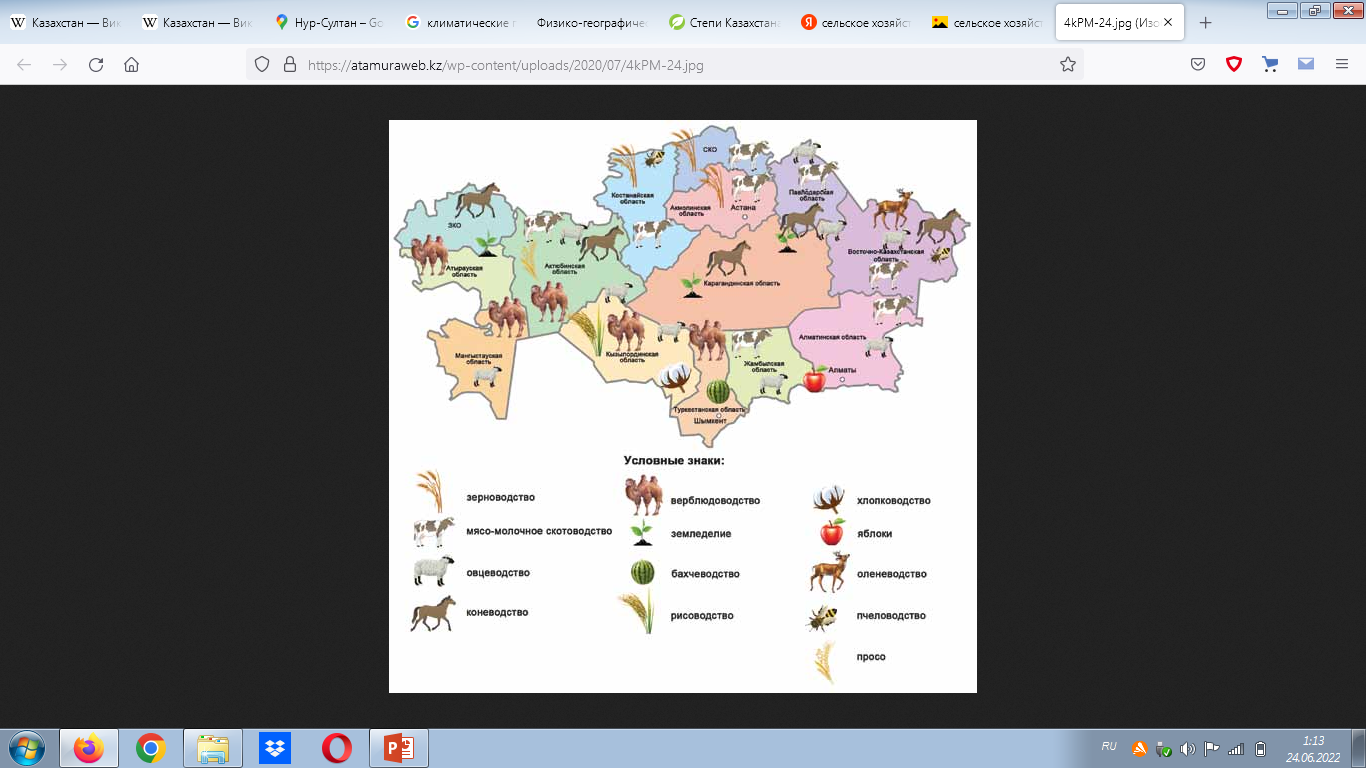 Казахстан — Вик
Казахстан — Вик
Нур-Султан – Go
климатические п
Физико-географичес
Степи Казахстана
сельское хозяйст
сельское хозяйст
4kPM-24.jpg (Изо
https://atamuraweb.kz/wp-content/uploads/2020/07/4kPM-24.jpg
СКО
Костанайская
область
Павлодарская
область
Акмолинская
область
Астана
ЗКО
Атырауская
область
Актюбинская
область
Восточно-Казахстанская
область
Карагандинская область
Мангыстауская
область
Кызылординская
область
Жамбылская
область
Алматинская область
Алматы
Туркестанская область
Шымкент
Условные знаки:
зерноводство
верблюдоводство
хлопководство
мясо-молочное скотоводство
земледелие
яблоки
овцеводство
бахчеводство
оленеводство
коневодство
рисоводство
пчеловодство
просо
RU
1:13
24.06.2022